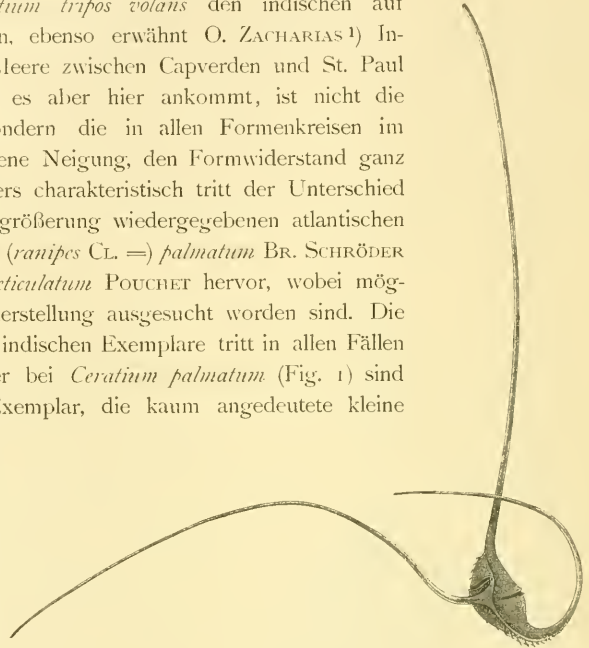 tum tripos volans den indischen auf
n, ebenso erwähnt O. ZACHARIAS ¹) In-
leere zwischen Capverden und St. Paul
es aber hier ankommt, ist nicht die
ndern die in allen Formenkreisen im
ene Neigung, den Formwiderstand ganz
ers charakteristisch tritt der Unterschied
größerung wiedergegebenen atlantischen
(ranipes CL. =) palmatum BR. SCHRÖDER
rticulatum POUCHET hervor, wobei mög-
erstellung ausgesucht worden sind. Die
indischen Exemplare tritt in allen Fällen
r bei Ceratium palmatum (Fig. 1) sind
xemplar, die kaum angedeutete kleine